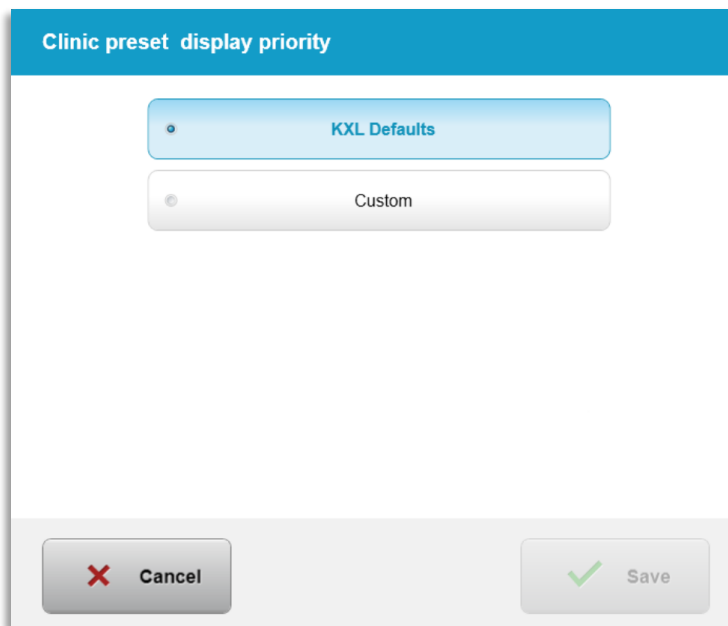 Clinic preset  display priority
KXL Defaults
Custom
Cancel
Save